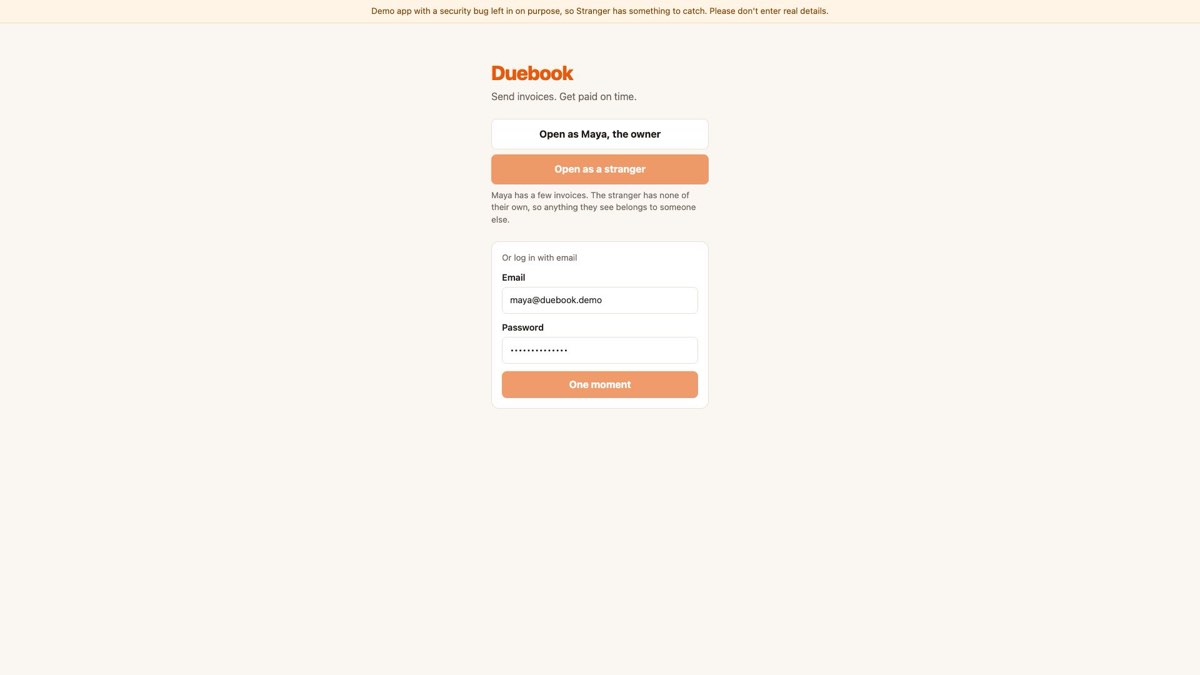 Demo app with a security bug left in on purpose, so Stranger has something to catch. Please don't enter real details.
Duebook
Send invoices. Get paid on time.
Open as Maya, the owner
Open as a stranger
Maya has a few invoices. The stranger has none of
their own, so anything they see belongs to someone
else.
Or log in with email
Email
maya@duebook.demo
Password
••••••••••••••
One moment